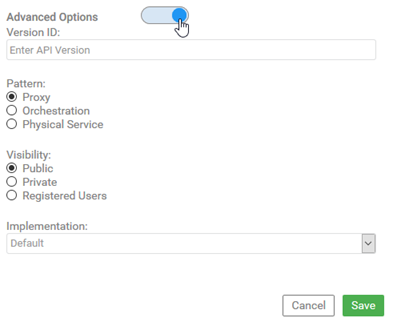 Advanced Options
Version ID:
Enter API Version
Pattern:
Proxy
Orchestration
Physical Service
Visibility:
Public
Private
Registered Users
Implementation:
Default
Cancel Save